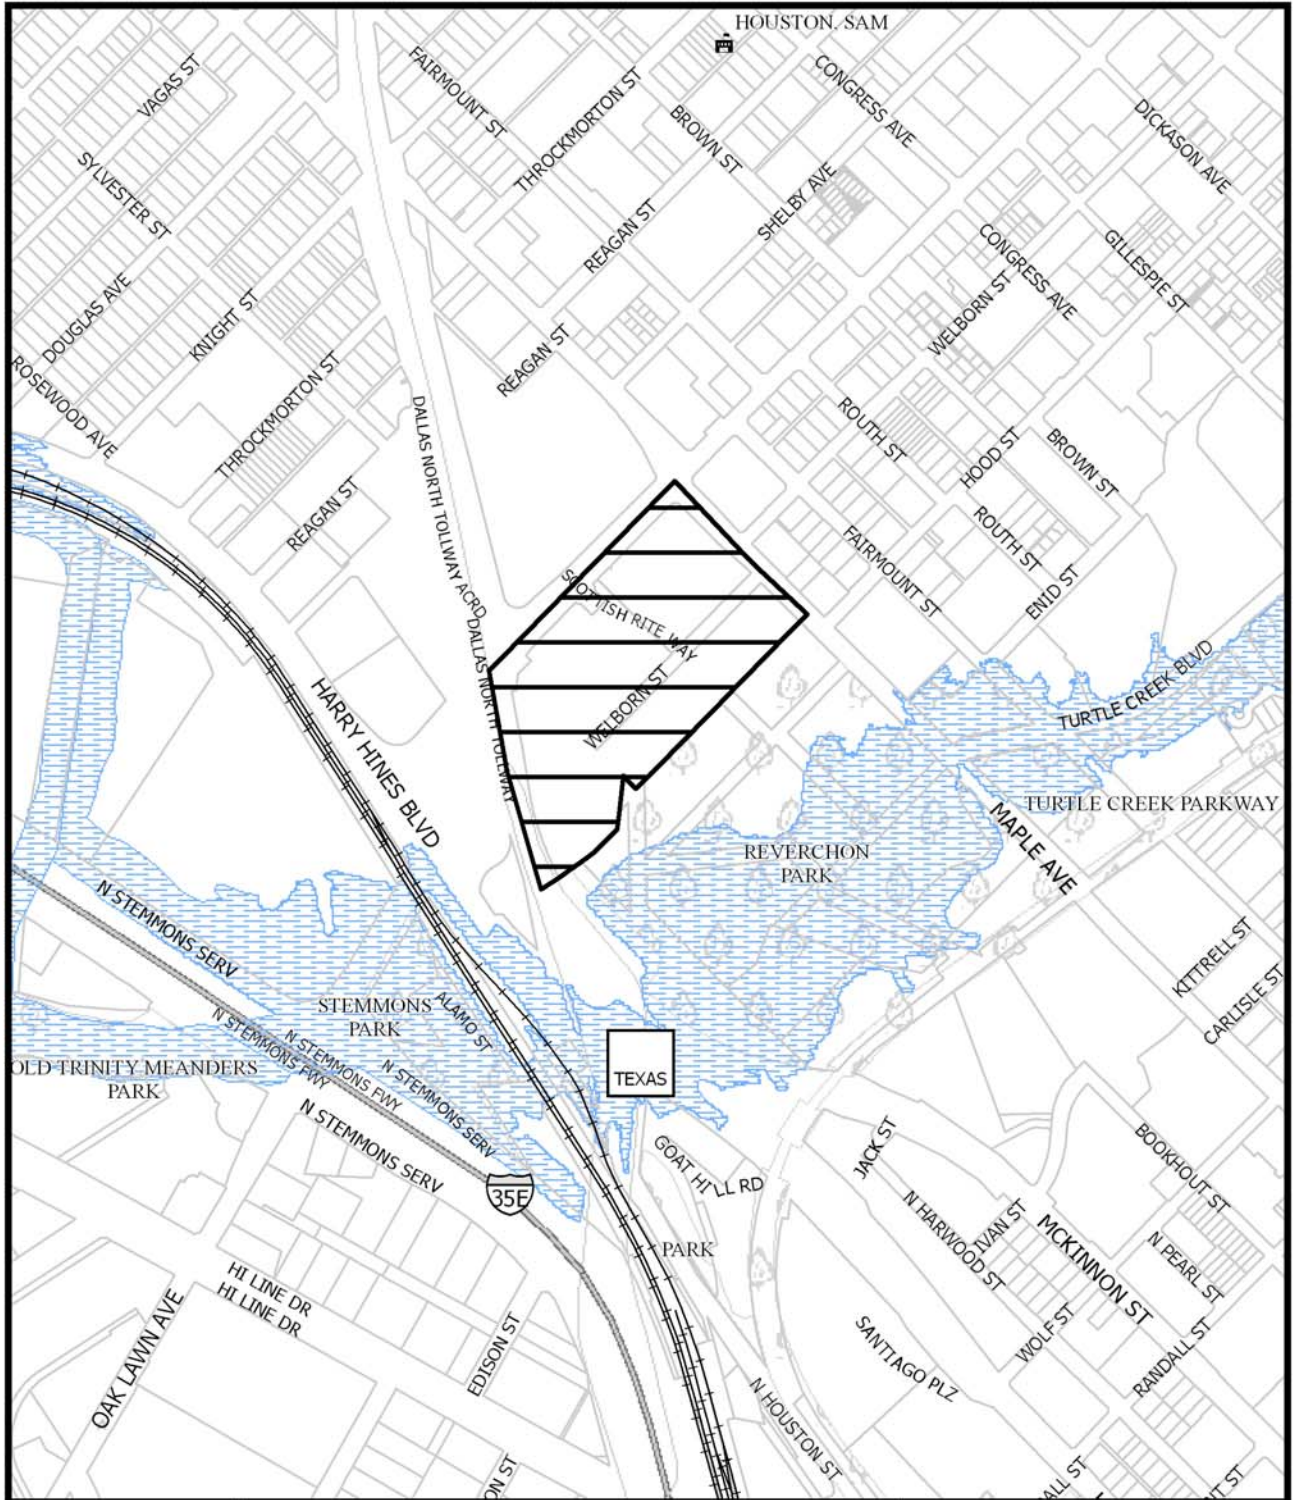 HOUSTON, SAM
VAGAS ST
FAIRMOUNT ST
THROCKMORTON ST
CONGRESS AVE
BROWN ST
DICKASON AVE
SYLVESTER ST
SHELBY AVE
REAGAN ST
CONGRESS AVE
GILLESPIE ST
DOUGLAS AVE
KNIGHT ST
WELBORN ST
REAGAN ST
ROSEWOOD AVE
THROCKMORTON ST
DALLAS NORTH TOLLWAY ACRD
ROUTH ST
HOOD ST
BROWN ST
REAGAN ST
ROUTH ST
FAIRMOUNT ST
ENID ST
SCOTTISH RITE WAY
DALLAS NORTH TOLLWAY
WELBORN ST
HARRY HINES BLVD
TURTLE CREEK BLVD
TURTLE CREEK PARKWAY
MAPLE AVE
REVERCHON
PARK
N STEMMONS SERV
KITTRELL ST
CARLISLE ST
STEMMONS
PARK
ALAMO ST
N STEMMONS FWY
N STEMMONS FWY
N STEMMONS SERV
OLD TRINITY MEANDERS
PARK
TEXAS
N STEMMONS SERV
35E
GOAT HILL RD
JACK ST
BOOKHOUT ST
N HARWOOD ST
IVAN ST
MCKINNON ST
N PEARL ST
PARK
HI LINE DR
HI LINE DR
OAK LAWN AVE
EDISON ST
SANTIAGO PLZ
WOLF ST
RANDALL ST
N HOUSTON ST
ON ST
ALL ST